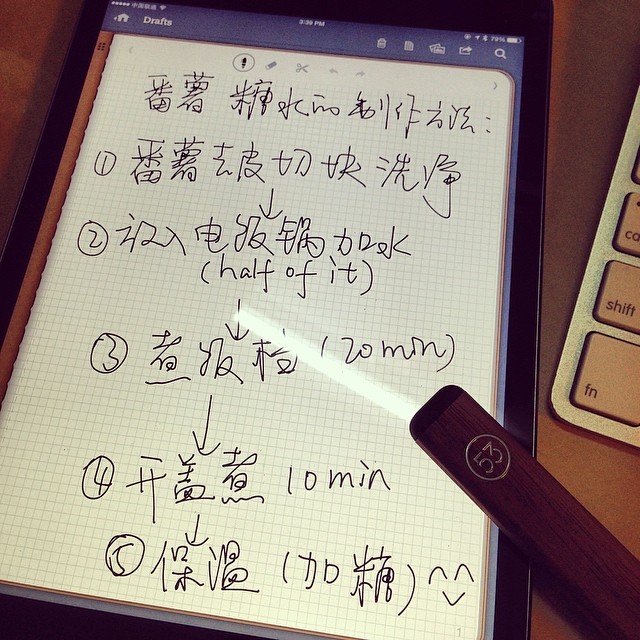 中国联通
3:39 PM
79%
Drafts
番薯 糖水的制作方法:
① 番薯去皮切块 洗净
② 放入电饭锅加水
(half of it)
③ 煮饭档 (20min)
④ 开盖煮 10min
⑤ 保温 (加糖) ^^
53
shift
fn
1